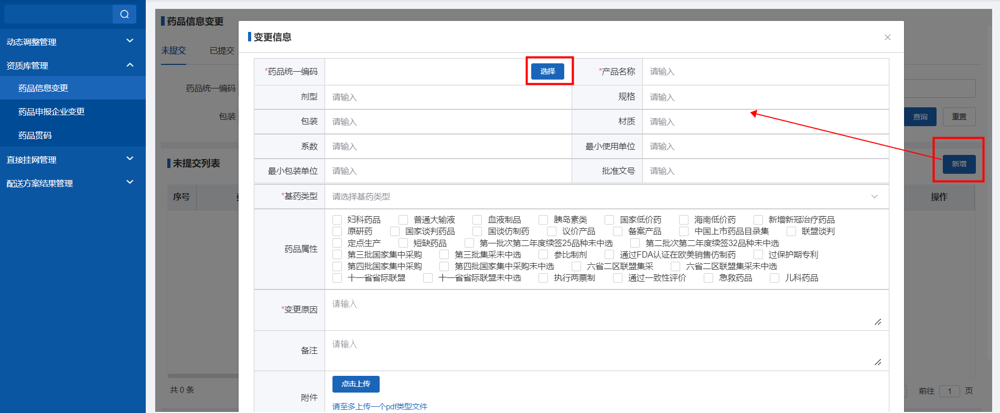 动态调整管理
资质库管理
药品信息变更
药品申报企业变更
药品贯码
直接挂网管理
配送方案结果管理
药品信息变更
未提交 已提交
药品统一编码
包装
查询 重置
未提交列表
新增
序号 操作
共 0 条
前往 1 页
变更信息
*药品统一编码 选择 *产品名称 请输入
剂型 请输入 规格 请输入
包装 请输入 材质 请输入
系数 请输入 最小使用单位 请输入
最小包装单位 请输入 批准文号 请输入
*基药类型 请选择基药类型
药品属性
妇科药品 普通大输液 血液制品 胰岛素类 国家低价药 海南低价药 新增新冠治疗药品
原研药 国家谈判药品 国谈仿制药 议价产品 备案产品 中国上市药品目录集 联盟谈判
定点生产 短缺药品 第一批次第二年度续签25品种未中选 第二批次第二年度续签32品种未中选
第三批国家集中采购 第三批集采未中选 参比制剂 通过FDA认证在欧美销售仿制药 过保护期专利
第四批国家集中采购 第四批国家集中采购未中选 六省二区联盟集采 六省二区联盟集采未中选
十一省省际联盟 十一省省际联盟未中选 执行两票制 通过一致性评价 急救药品 儿科药品
*变更原因 请输入
备注 请输入
附件 点击上传
请至多上传一个pdf类型文件